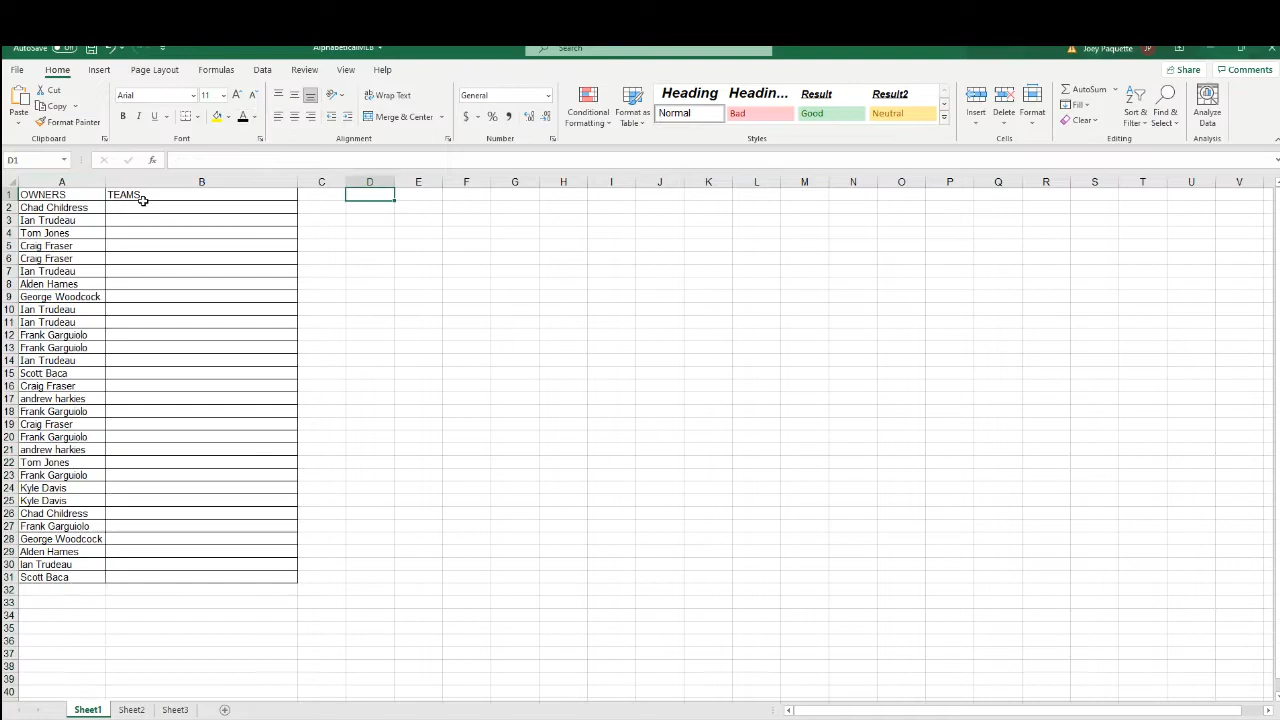 AutoSave Off AlphabeticalMLB Search Joey Paquette JP
File Home Insert Page Layout Formulas Data Review View Help Share Comments
Paste Cut Copy Format Painter
Clipboard
Arial 11
B U A
Font
Wrap Text
Merge & Center
Alignment
General
$ % ,
Number
Conditional Formatting Format as Table
Heading Headin... Result Result2
Normal Bad Good Neutral
Styles
Insert Delete Format
Cells
AutoSum
Fill
Clear
Sort & Filter Find & Select
Editing
Analyze Data
Analysis
D1 fx
A B C D E F G H I J K L M N O P Q R S T U V
1 OWNERS TEAMS
2 Chad Childress
3 Ian Trudeau
4 Tom Jones
5 Craig Fraser
6 Craig Fraser
7 Ian Trudeau
8 Alden Hames
9 George Woodcock
10 Ian Trudeau
11 Ian Trudeau
12 Frank Garguiolo
13 Frank Garguiolo
14 Ian Trudeau
15 Scott Baca
16 Craig Fraser
17 andrew harkies
18 Frank Garguiolo
19 Craig Fraser
20 Frank Garguiolo
21 andrew harkies
22 Tom Jones
23 Frank Garguiolo
24 Kyle Davis
25 Kyle Davis
26 Chad Childress
27 Frank Garguiolo
28 George Woodcock
29 Alden Hames
30 Ian Trudeau
31 Scott Baca
32
33
34
35
36
37
38
39
40
Sheet1 Sheet2 Sheet3